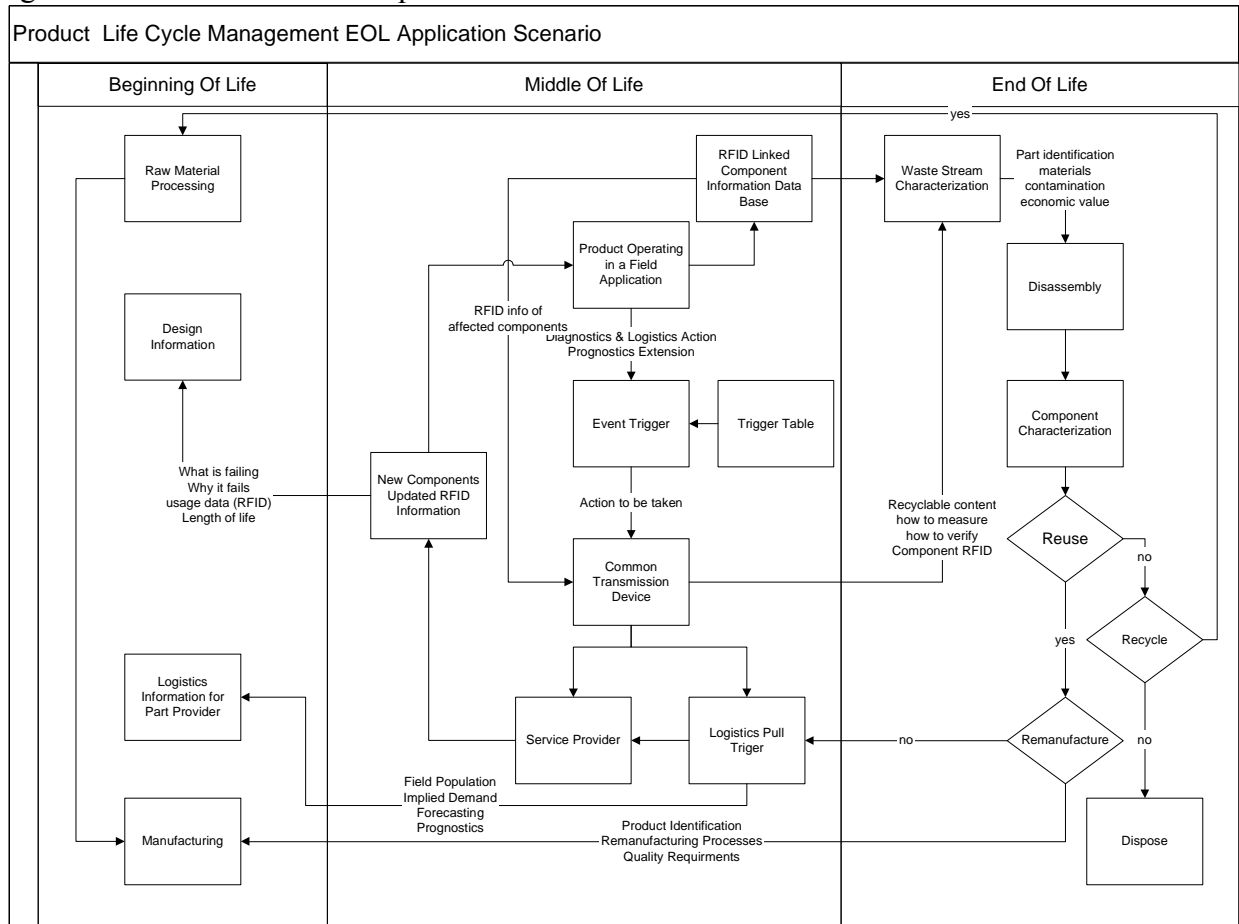 Product Life Cycle Management EOL Application Scenario
Beginning Of Life
Middle Of Life
End Of Life
yes
Raw Material
Processing
RFID Linked
Component
Information Data
Base
Waste Stream
Characterization
Part identification
materials
contamination
economic value
Product Operating
in a Field
Application
Disassembly
Design
Information
RFID info of
affected components
Diagnostics & Logistics Action
Prognostics Extension
Event Trigger
Trigger Table
Component
Characterization
What is failing
Why it fails
usage data (RFID)
Length of life
New Components
Updated RFID
Information
Action to be taken
Recyclable content
how to measure
how to verify
Component RFID
Reuse
no
Common
Transmission
Device
yes
Recycle
Logistics
Information for
Part Provider
Service Provider
Logistics Pull
Triger
no
Remanufacture
no
Field Population
Implied Demand
Forecasting
Prognostics
Manufacturing
Product Identification
Remanufacturing Processes
Quality Requirments
Dispose